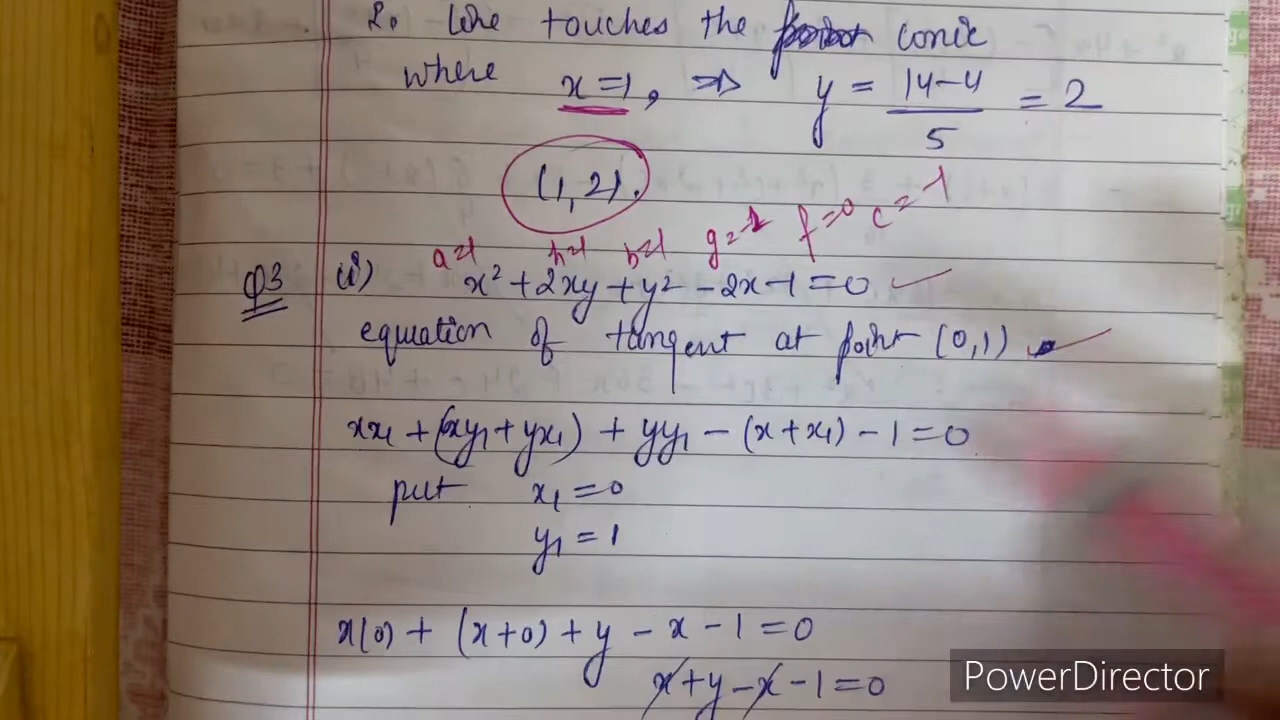 2. Line touches the conic
where x=1, ⇒ y = 14-4/5 = 2
(1,2).
a=1 h=1 b=1 g=-1 f=0 c=-1
Q3 (i) x² + 2xy + y² - 2x - 1 = 0
equation of tangent at point (0,1)
xx₁ + (xy₁ + yx₁) + yy₁ - (x + x₁) - 1 = 0
put x₁ = 0
y₁ = 1
x(0) + (x+0) + y - x - 1 = 0
x + y - x - 1 = 0
PowerDirector